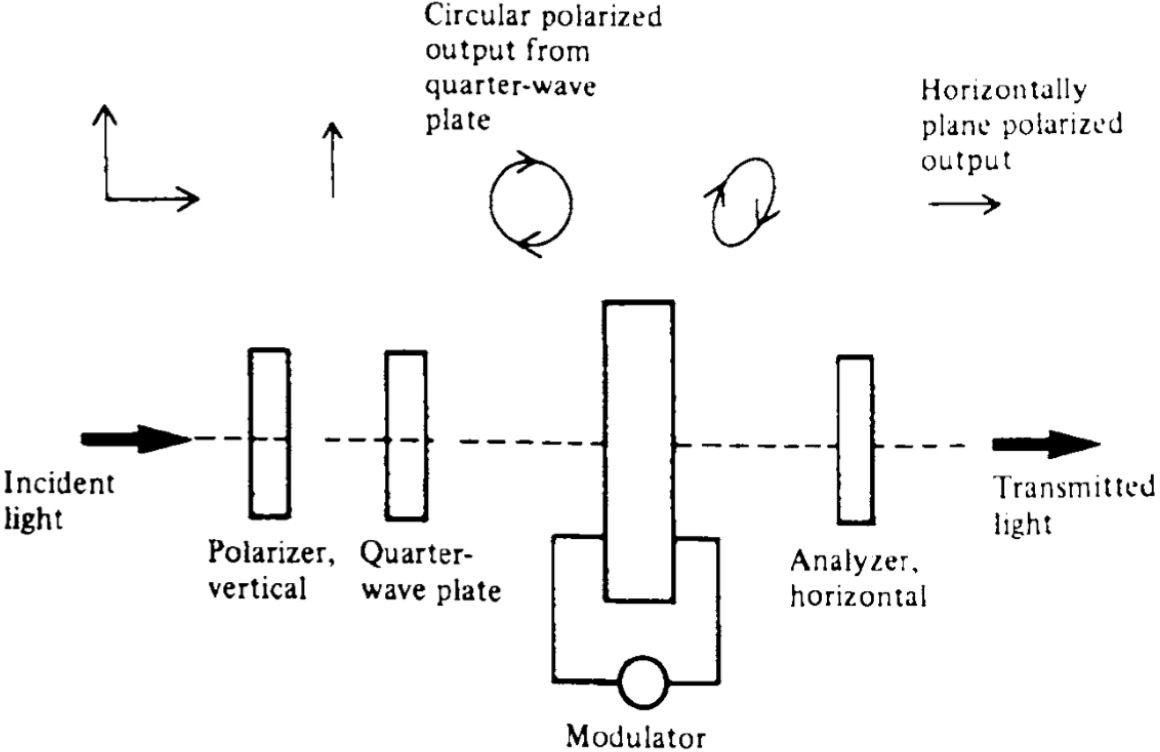 Circular polarized
output from
quarter-wave
plate
Horizontally
plane polarized
output
Incident
light
Polarizer,
vertical
Quarter-
wave plate
Modulator
Analyzer,
horizontal
Transmitted
light